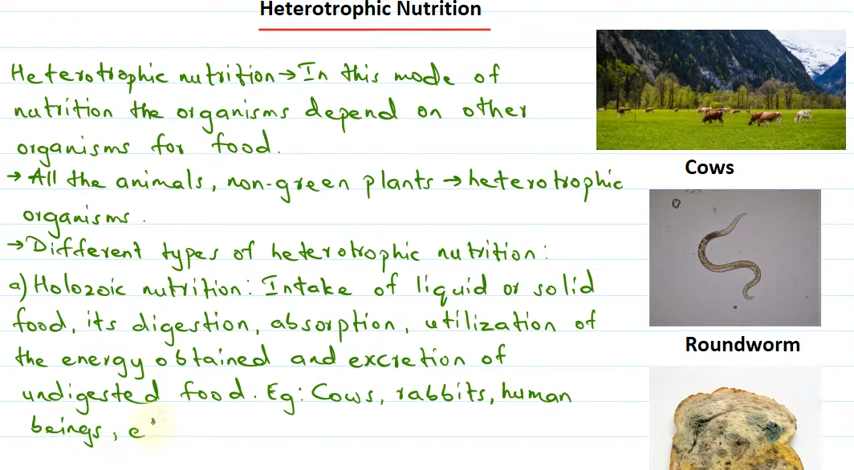 Heterotrophic Nutrition
Heterotrophic nutrition → In this mode of
nutrition the organisms depend on other
organisms for food.
→ All the animals, non-green plants → heterotrophic
organisms.
→ Different types of heterotrophic nutrition:
a) Holozoic nutrition: Intake of liquid or solid
food, its digestion, absorption, utilization of
the energy obtained and excretion of
undigested food. Eg: Cows, rabbits, human
beings, e
Cows
Roundworm